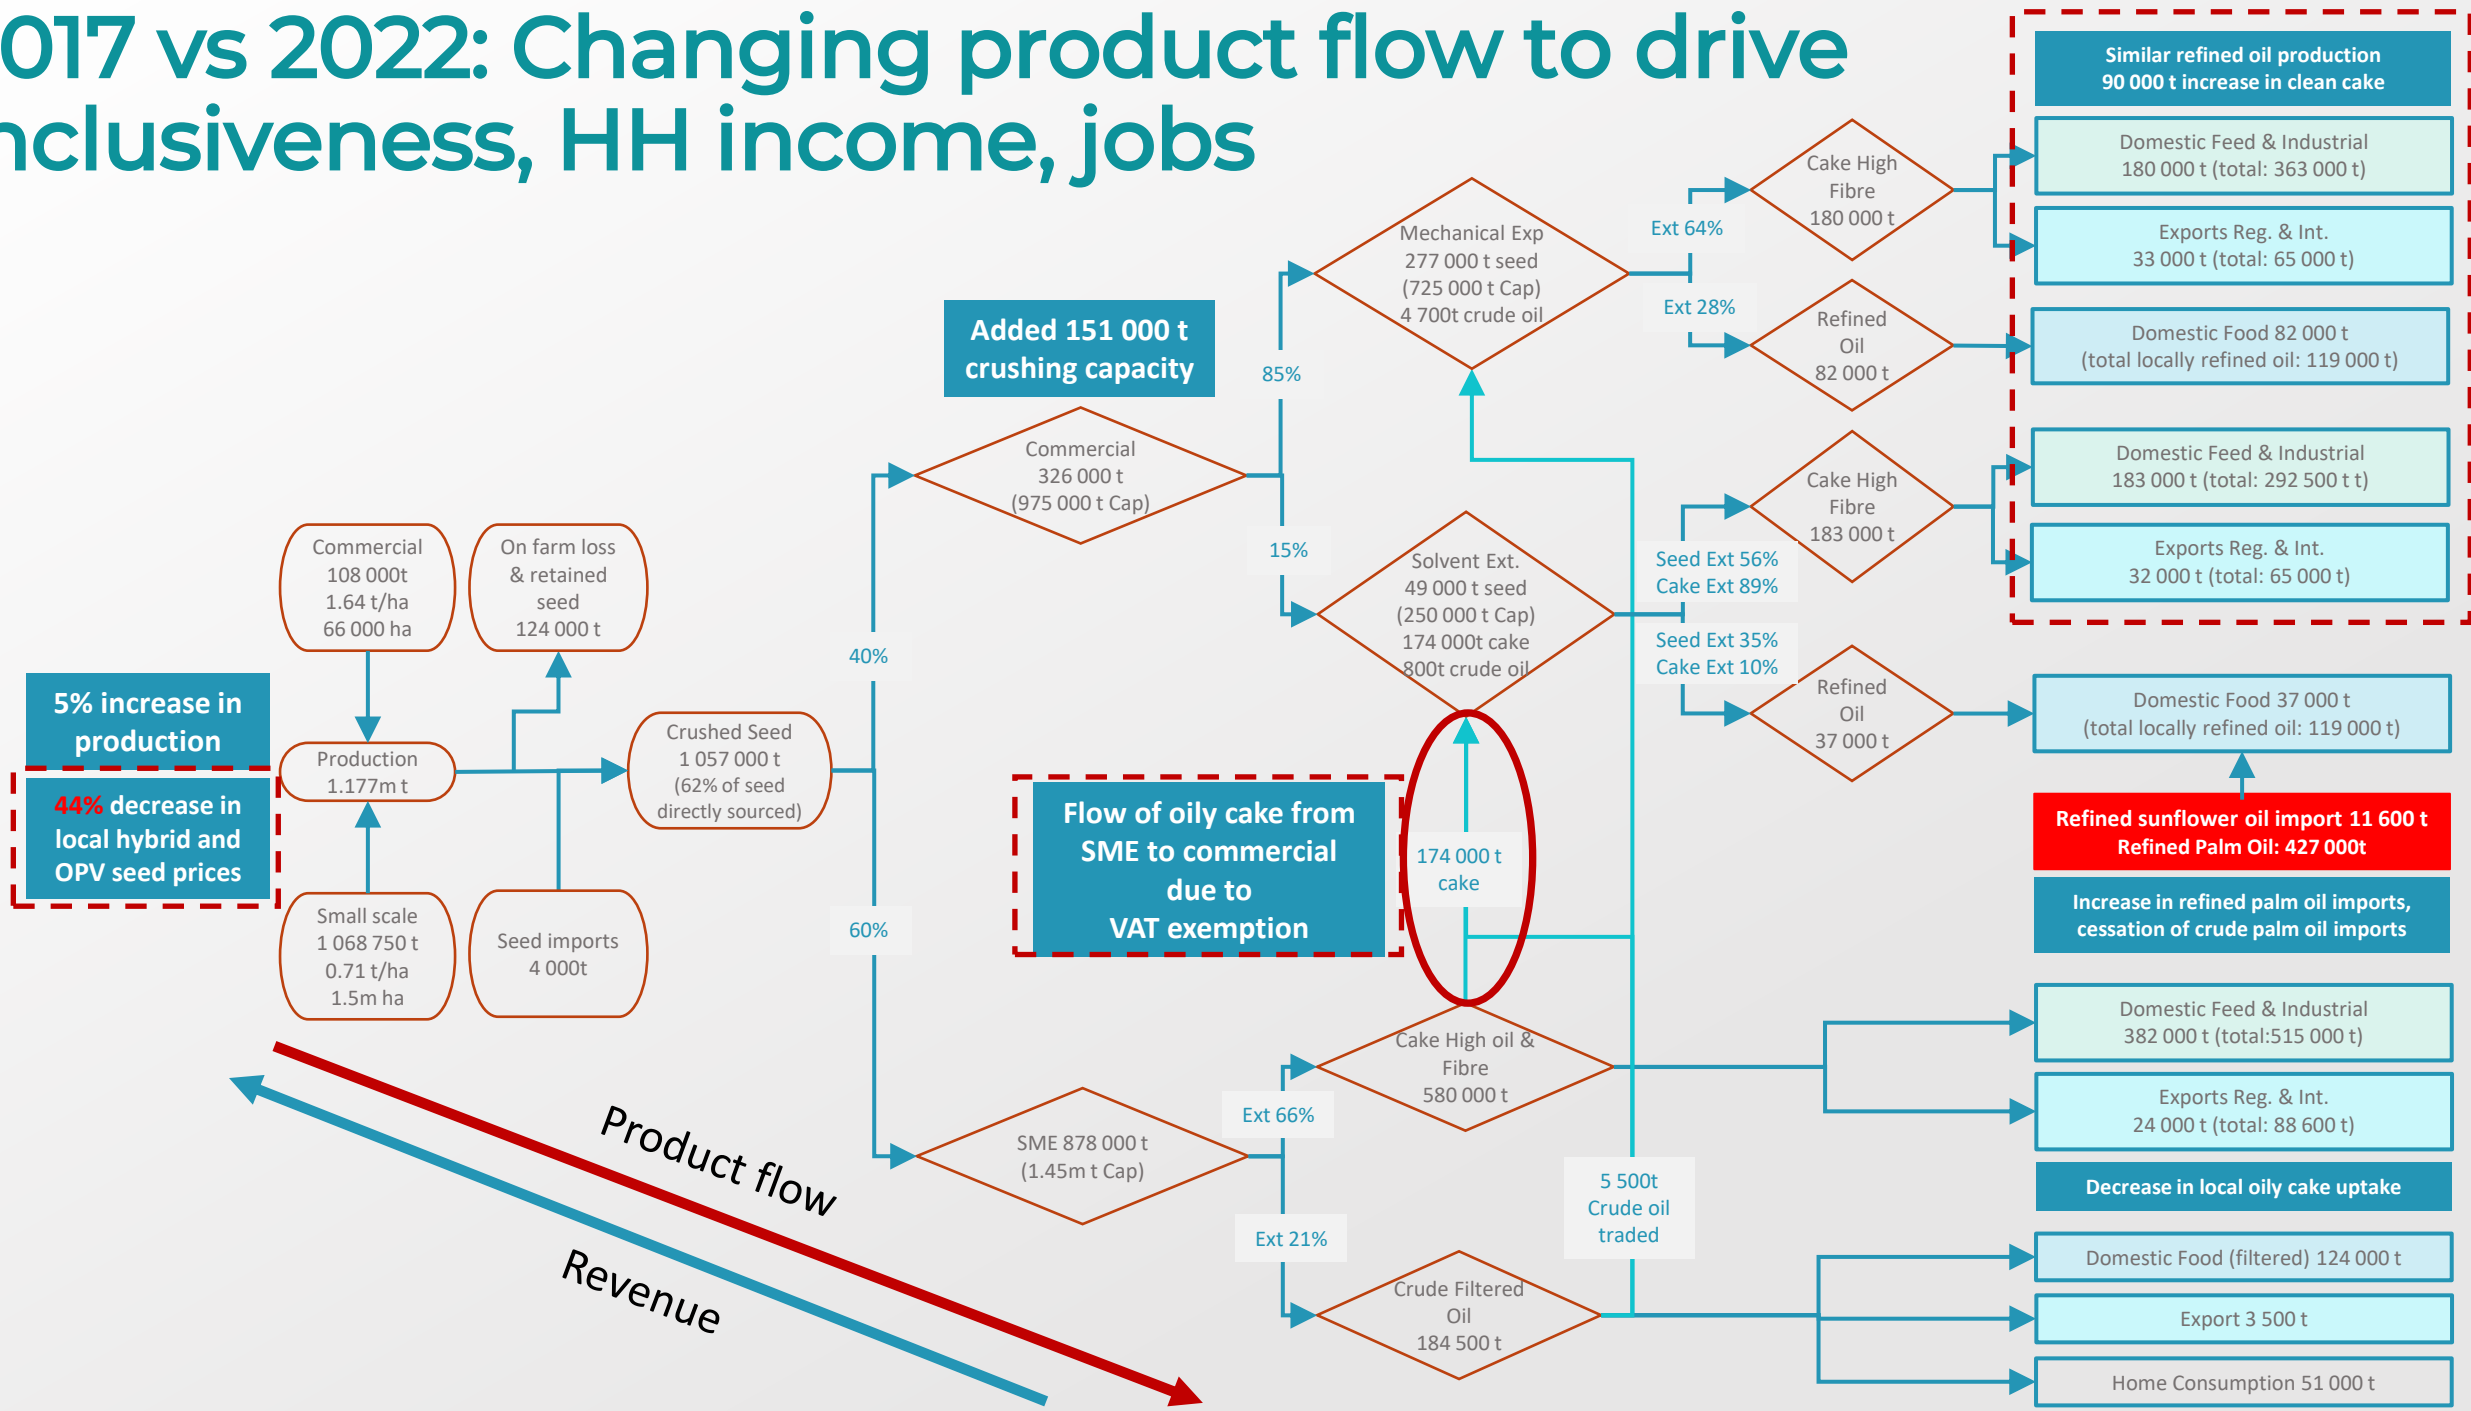 017 vs 2022: Changing product flow to drive
nclusiveness, HH income, jobs
Similar refined oil production
90 000 t increase in clean cake
Domestic Feed & Industrial
180 000 t (total: 363 000 t)
Exports Reg. & Int.
33 000 t (total: 65 000 t)
Domestic Food 82 000 t
(total locally refined oil: 119 000 t)
Domestic Feed & Industrial
183 000 t (total: 292 500 t t)
Exports Reg. & Int.
32 000 t (total: 65 000 t)
Domestic Food 37 000 t
(total locally refined oil: 119 000 t)
Refined sunflower oil import 11 600 t
Refined Palm Oil: 427 000t
Increase in refined palm oil imports,
cessation of crude palm oil imports
Domestic Feed & Industrial
382 000 t (total:515 000 t)
Exports Reg. & Int.
24 000 t (total: 88 600 t)
Decrease in local oily cake uptake
Domestic Food (filtered) 124 000 t
Export 3 500 t
Home Consumption 51 000 t
Cake High
Fibre
180 000 t
Refined
Oil
82 000 t
Cake High
Fibre
183 000 t
Refined
Oil
37 000 t
Ext 64%
Ext 28%
Seed Ext 56%
Cake Ext 89%
Seed Ext 35%
Cake Ext 10%
Mechanical Exp
277 000 t seed
(725 000 t Cap)
4 700t crude oil
Solvent Ext.
49 000 t seed
(250 000 t Cap)
174 000t cake
800t crude oil
174 000 t
cake
Cake High oil &
Fibre
580 000 t
Crude Filtered
Oil
184 500 t
5 500t
Crude oil
traded
Added 151 000 t
crushing capacity
85%
15%
Commercial
326 000 t
(975 000 t Cap)
Flow of oily cake from
SME to commercial
due to
VAT exemption
Ext 66%
Ext 21%
SME 878 000 t
(1.45m t Cap)
40%
60%
Crushed Seed
1 057 000 t
(62% of seed
directly sourced)
Commercial
108 000t
1.64 t/ha
66 000 ha
On farm loss
& retained
seed
124 000 t
Production
1.177m t
Small scale
1 068 750 t
0.71 t/ha
1.5m ha
Seed imports
4 000t
5% increase in
production
44% decrease in
local hybrid and
OPV seed prices
Product flow
Revenue